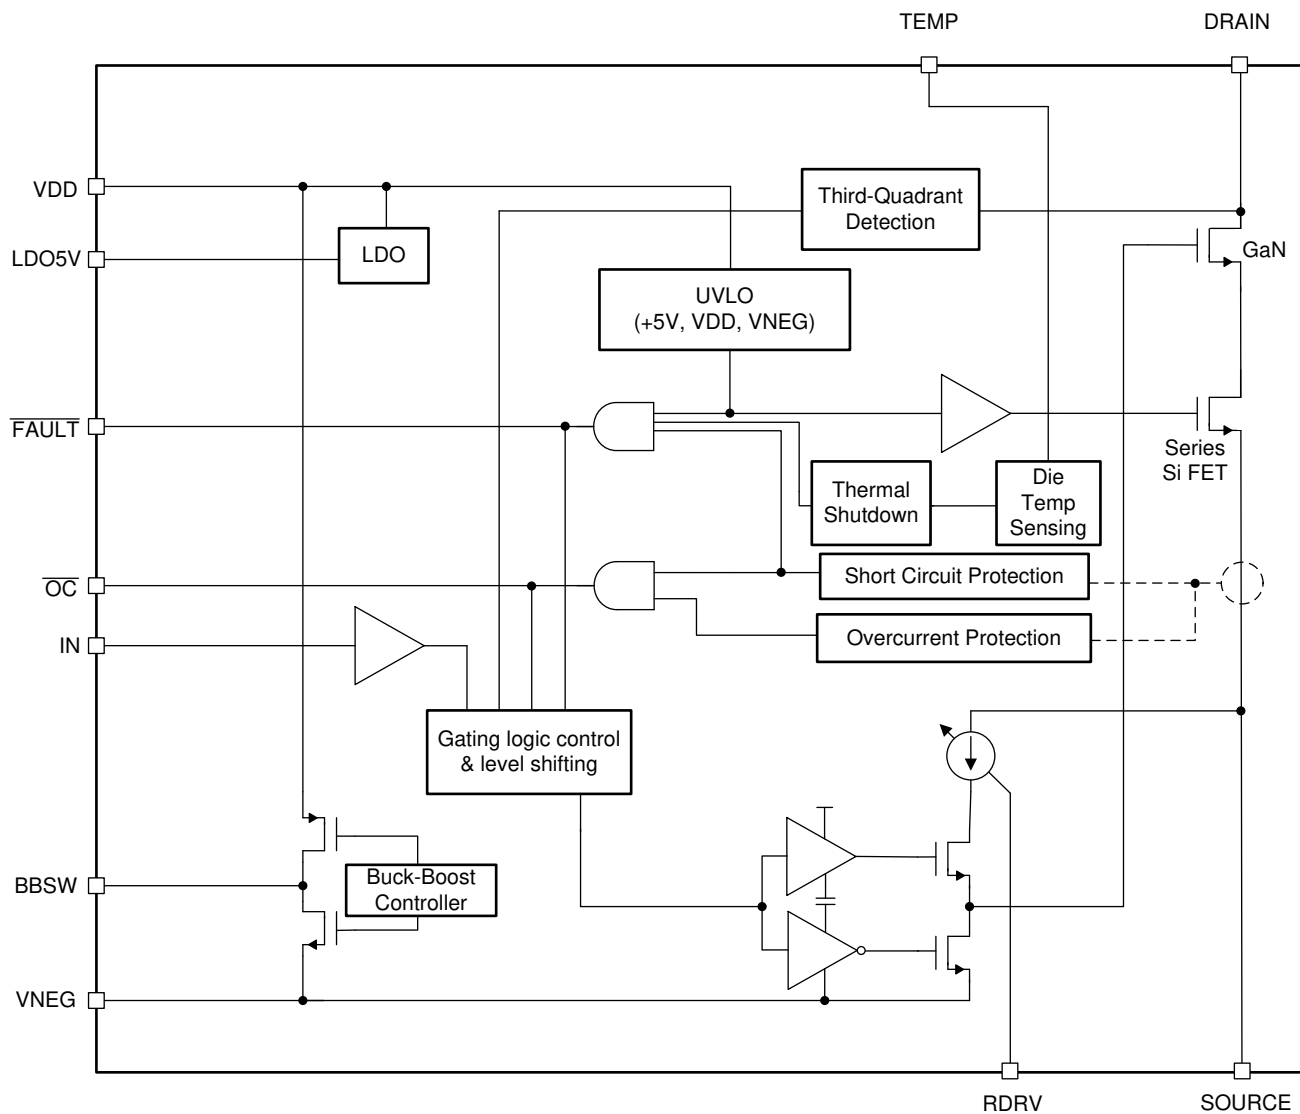 TEMP
DRAIN
VDD
Third-Quadrant
Detection
LDO5V
LDO
GaN
UVLO
(+5V, VDD, VNEG)
FAULT
Series
Si FET
Thermal
Shutdown
Die
Temp
Sensing
OC
Short Circuit Protection
IN
Overcurrent Protection
Gating logic control
& level shifting
BBSW
Buck-Boost
Controller
VNEG
RDRV
SOURCE